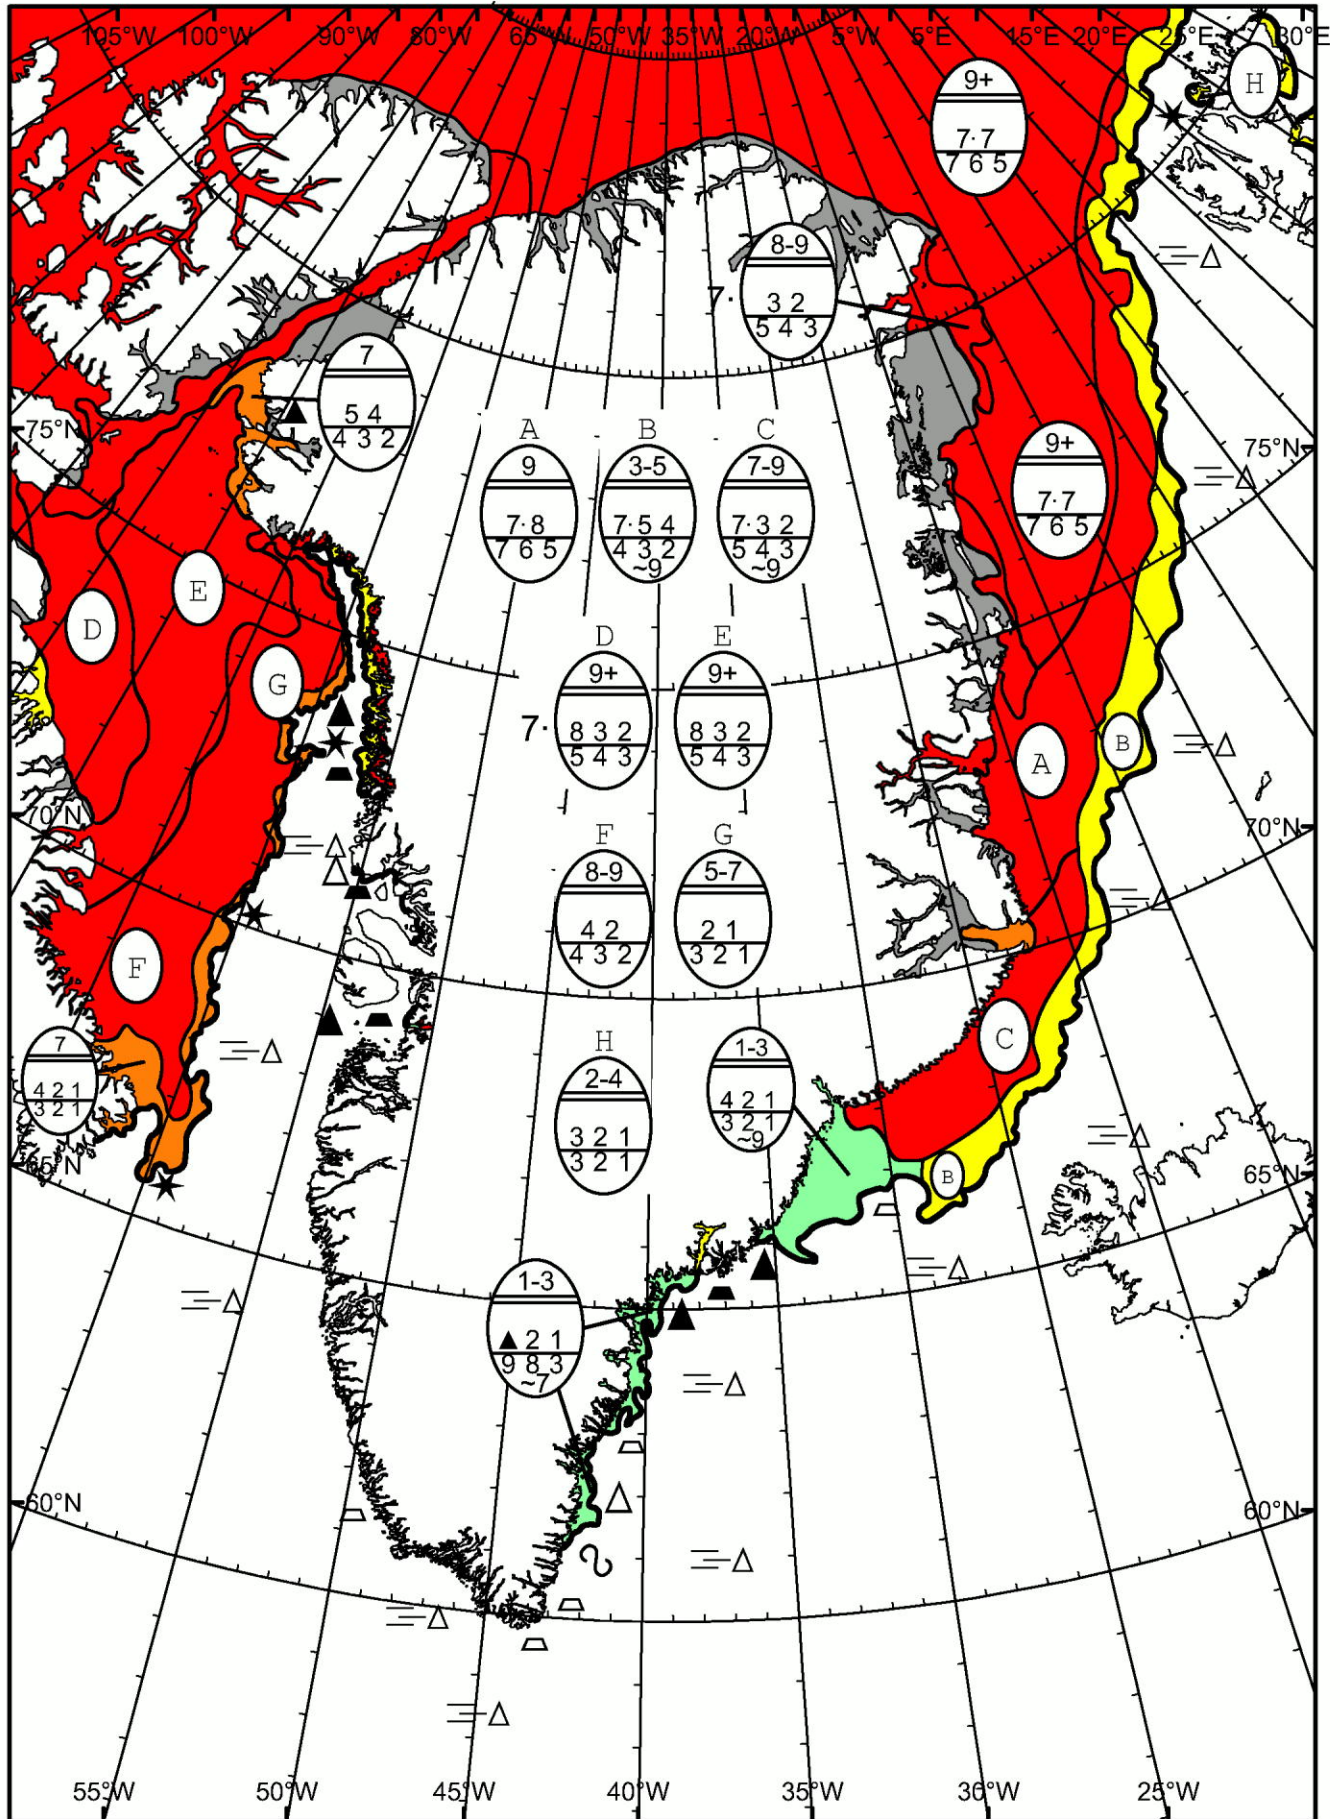 105°W 100°W 90°W 80°W 65°W 50°W 35°W 20°W 5°W 5°E 15°E 20°E 25°E 30°E
H
9+
7·7
7 6 5
8-9
7· 3 2
5 4 3
7
5 4
4 3 2
75°N
75°N
A B C
9 3-5 7-9
7·8 7·5 4 7·3 2
7 6 5 4 3 2 5 4 3
~9 ~9
9+
7·7
7 6 5
E
D
G
D E
9+ 9+
7· 8 3 2 8 3 2
5 4 3 5 4 3
A
B
70°N
70°N
F G
8-9 5-7
4 2 2 1
4 3 2 3 2 1
F
C
7
4 2 1
3 2 1
H
2-4
3 2 1
3 2 1
1-3
4 2 1
3 2 1
~9
B
65°N
65°N
1-3
▲ 2 1
9 8 3
~7
60°N
60°N
55°W 50°W 45°W 40°W 35°W 30°W 25°W